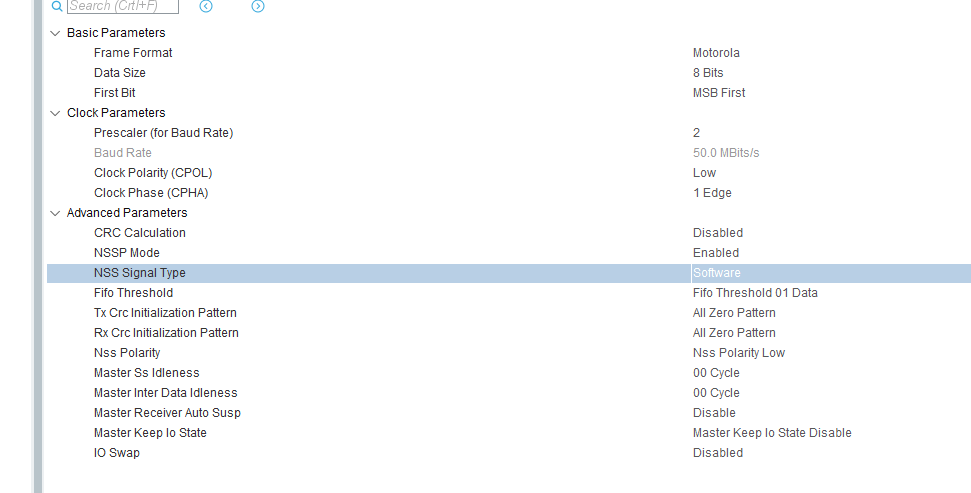 Search (CrtI+F)
Basic Parameters
Frame Format Motorola
Data Size 8 Bits
First Bit MSB First
Clock Parameters
Prescaler (for Baud Rate) 2
Baud Rate 50.0 MBits/s
Clock Polarity (CPOL) Low
Clock Phase (CPHA) 1 Edge
Advanced Parameters
CRC Calculation Disabled
NSSP Mode Enabled
NSS Signal Type Software
Fifo Threshold Fifo Threshold 01 Data
Tx Crc Initialization Pattern All Zero Pattern
Rx Crc Initialization Pattern All Zero Pattern
Nss Polarity Nss Polarity Low
Master Ss Idleness 00 Cycle
Master Inter Data Idleness 00 Cycle
Master Receiver Auto Susp Disable
Master Keep Io State Master Keep Io State Disable
IO Swap Disabled